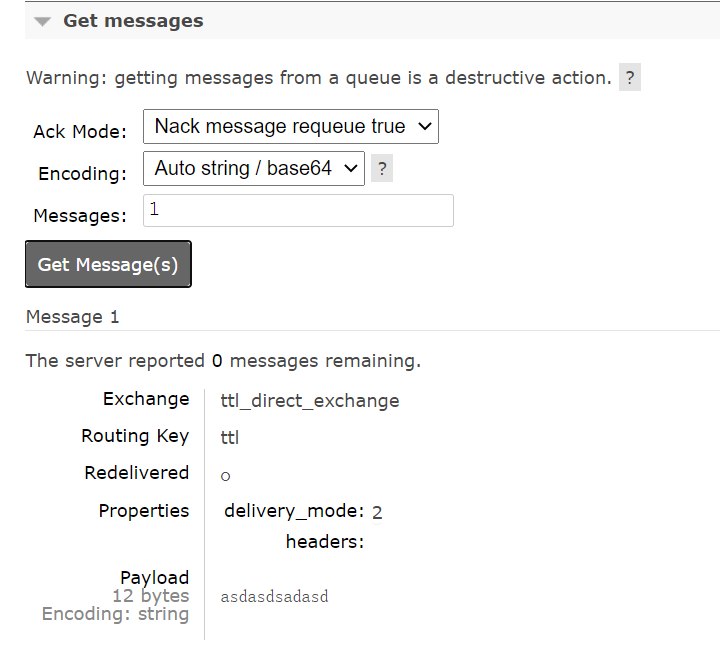 Get messages
Warning: getting messages from a queue is a destructive action. ?
Ack Mode: Nack message requeue true
Encoding: Auto string / base64 ?
Messages: 1
Get Message(s)
Message 1
The server reported 0 messages remaining.
Exchange ttl_direct_exchange
Routing Key ttl
Redelivered ○
Properties delivery_mode: 2
headers:
Payload
12 bytes asdasdsadasd
Encoding: string